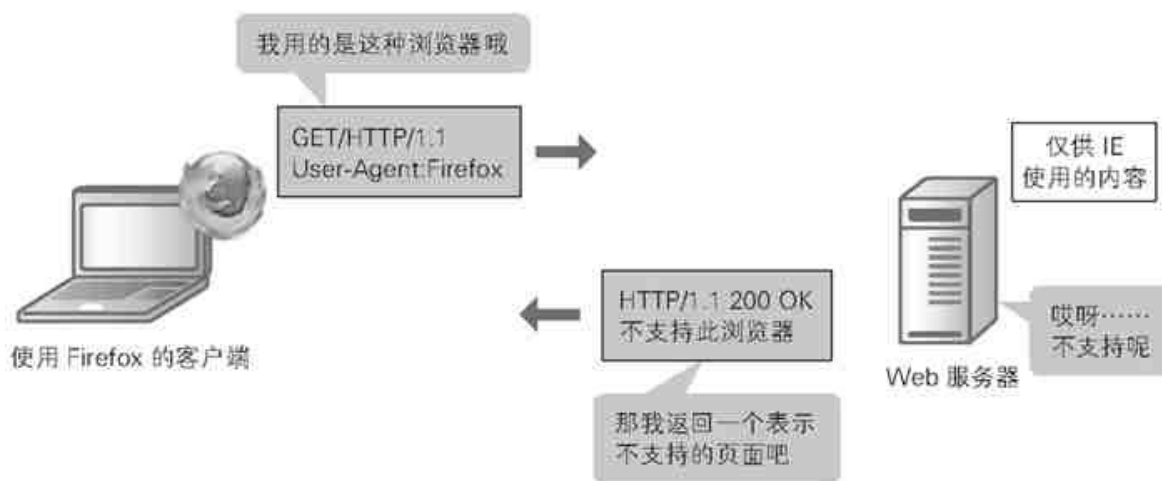 我用的是这种浏览器哦
GET/HTTP/1.1
User-Agent:Firefox
仅供 IE
使用的内容
HTTP/1.1 200 OK
不支持此浏览器
哎呀……
不支持呢
使用 Firefox 的客户端
Web 服务器
那我返回一个表示
不支持的页面吧